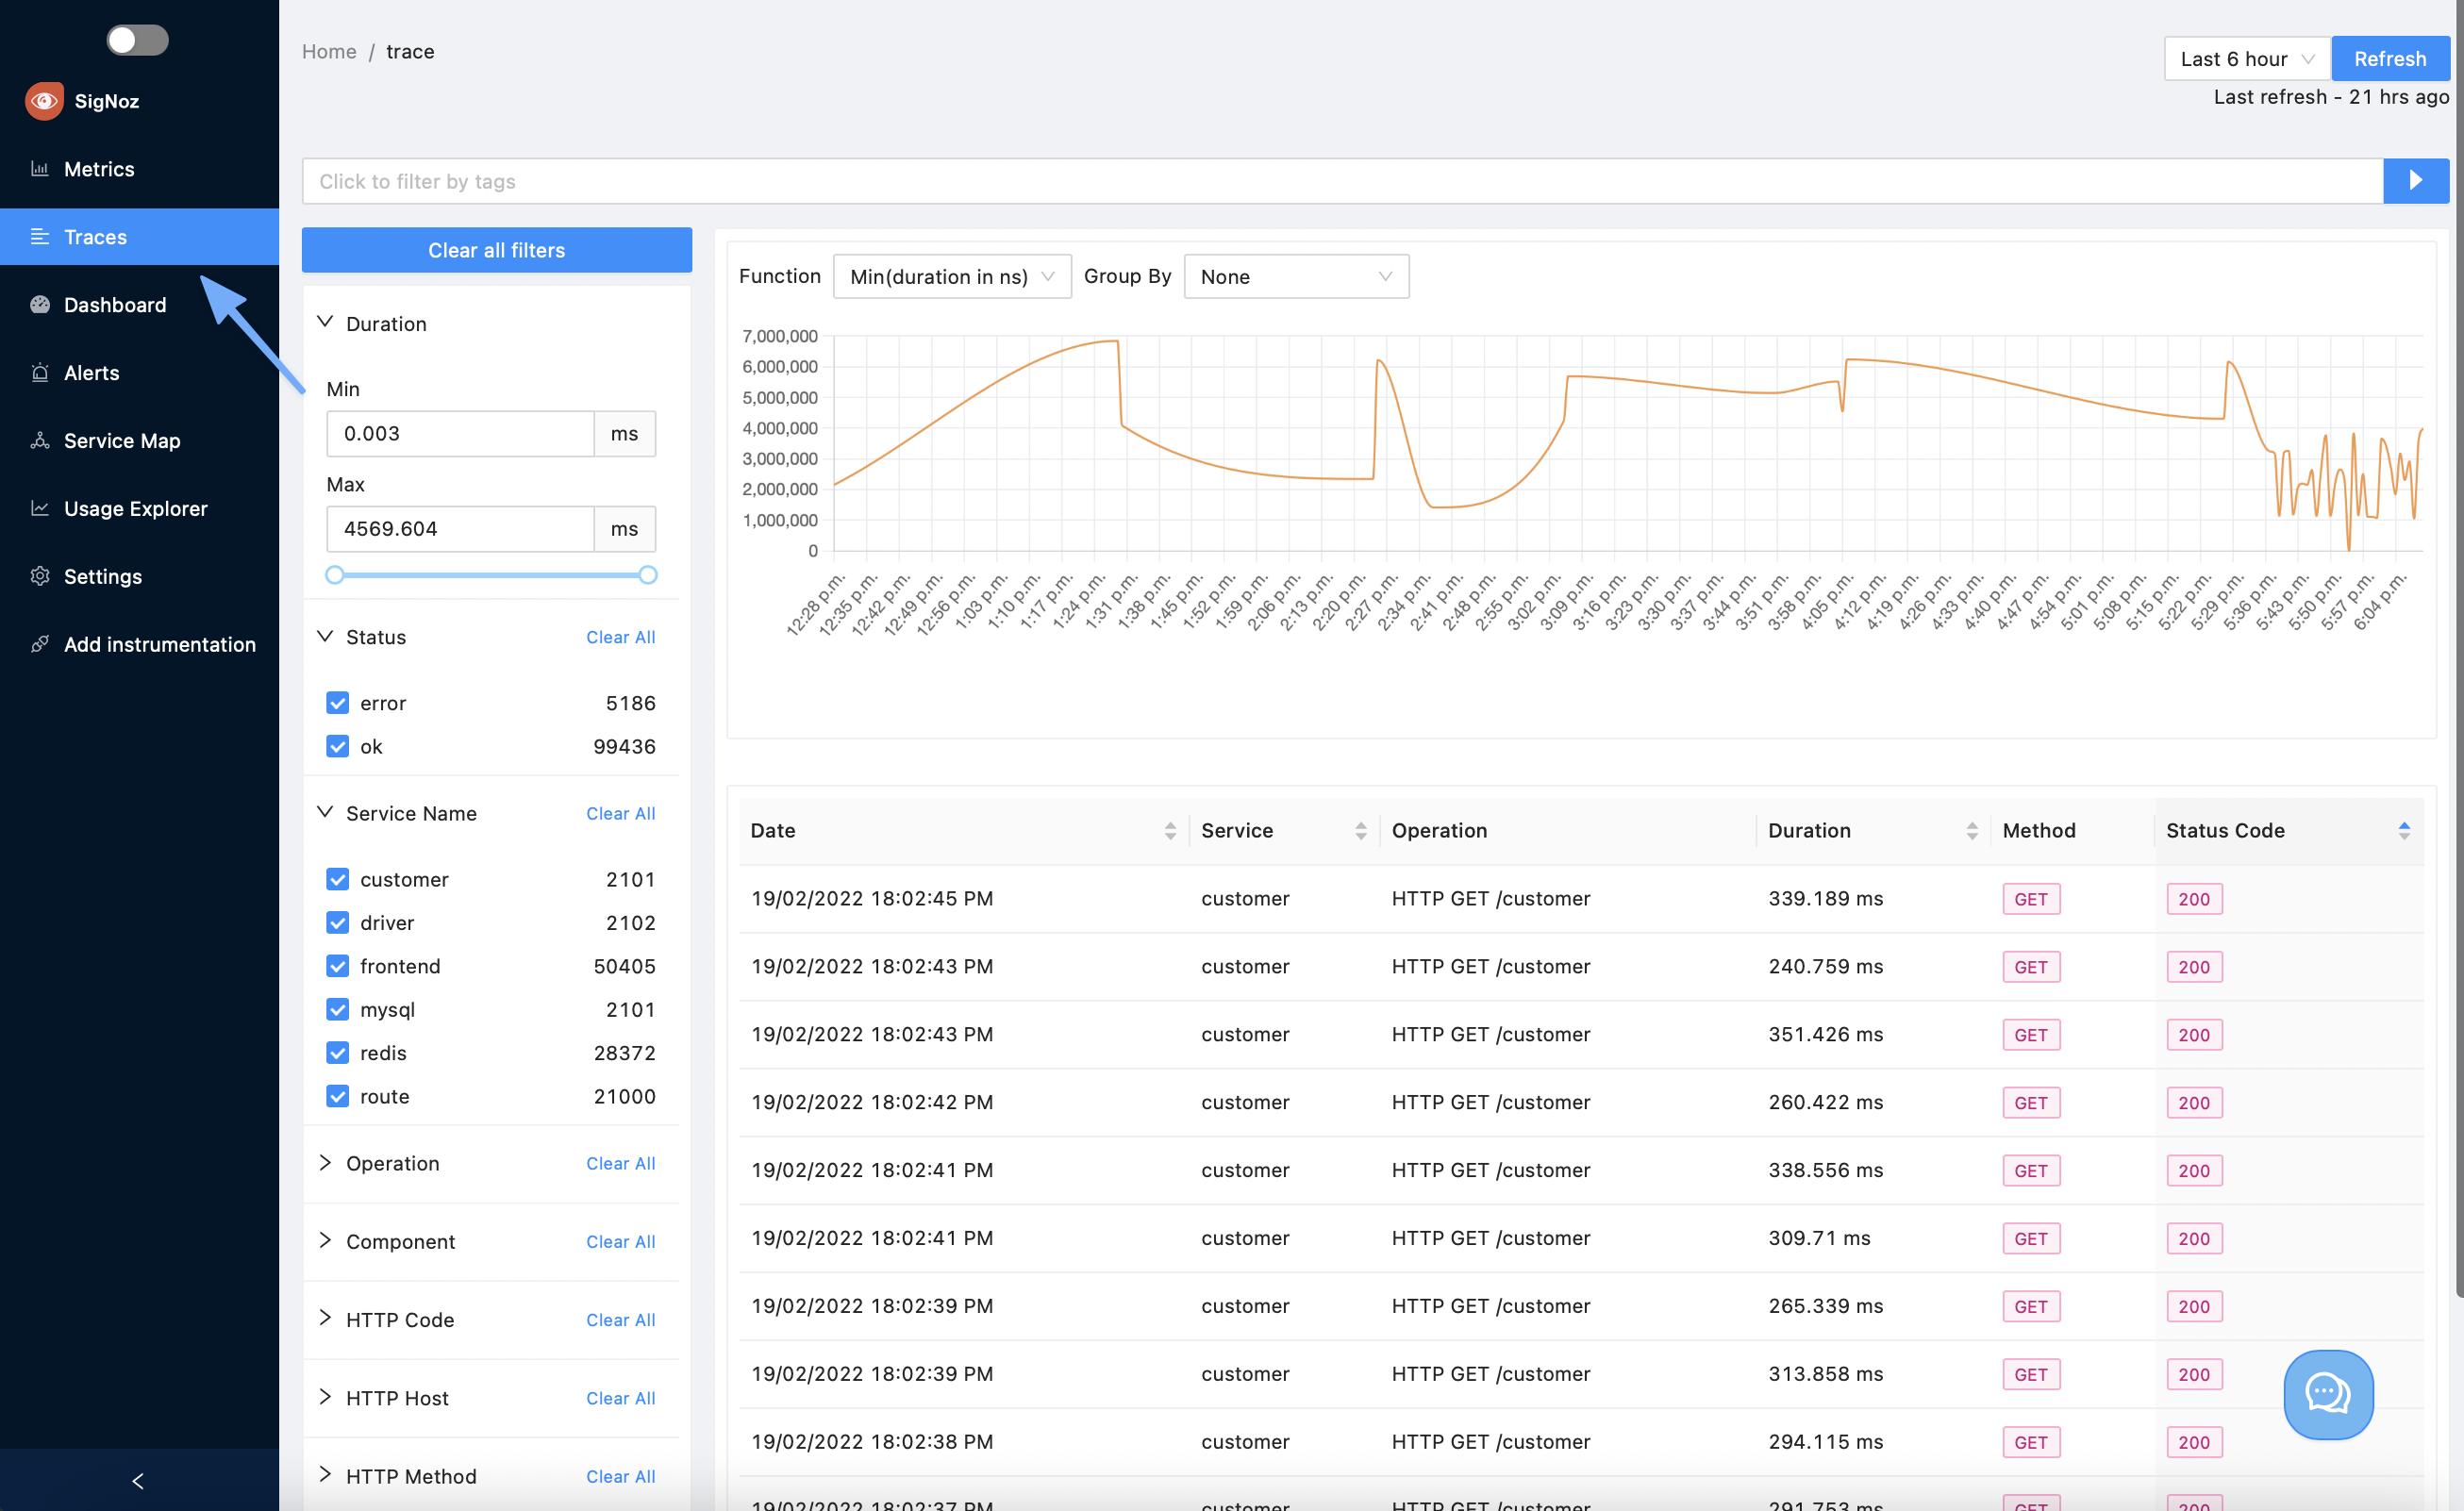 SigNoz
Metrics
Traces
Dashboard
Alerts
Service Map
Usage Explorer
Settings
Add instrumentation
Home / trace
Last 6 hour
Refresh
Last refresh - 21 hrs ago
Click to filter by tags
Clear all filters
Duration
Min
0.003 ms
Max
4569.604 ms
Status Clear All
error 5186
ok 99436
Service Name Clear All
customer 2101
driver 2102
frontend 50405
mysql 2101
redis 28372
route 21000
Operation Clear All
Component Clear All
HTTP Code Clear All
HTTP Host Clear All
HTTP Method Clear All
Function Min(duration in ns) Group By None
7,000,000
6,000,000
5,000,000
4,000,000
3,000,000
2,000,000
1,000,000
0
12:28 p.m. 12:35 p.m. 12:42 p.m. 12:49 p.m. 12:56 p.m. 1:03 p.m. 1:10 p.m. 1:17 p.m. 1:24 p.m. 1:31 p.m. 1:38 p.m. 1:45 p.m. 1:52 p.m. 1:59 p.m. 2:06 p.m. 2:13 p.m. 2:20 p.m. 2:27 p.m. 2:34 p.m. 2:41 p.m. 2:48 p.m. 2:55 p.m. 3:02 p.m. 3:09 p.m. 3:16 p.m. 3:23 p.m. 3:30 p.m. 3:37 p.m. 3:44 p.m. 3:51 p.m. 3:58 p.m. 4:05 p.m. 4:12 p.m. 4:19 p.m. 4:26 p.m. 4:33 p.m. 4:40 p.m. 4:47 p.m. 4:54 p.m. 5:01 p.m. 5:08 p.m. 5:15 p.m. 5:22 p.m. 5:29 p.m. 5:36 p.m. 5:43 p.m. 5:50 p.m. 5:57 p.m. 6:04 p.m.
Date Service Operation Duration Method Status Code
19/02/2022 18:02:45 PM customer HTTP GET /customer 339.189 ms GET 200
19/02/2022 18:02:43 PM customer HTTP GET /customer 240.759 ms GET 200
19/02/2022 18:02:43 PM customer HTTP GET /customer 351.426 ms GET 200
19/02/2022 18:02:42 PM customer HTTP GET /customer 260.422 ms GET 200
19/02/2022 18:02:41 PM customer HTTP GET /customer 338.556 ms GET 200
19/02/2022 18:02:41 PM customer HTTP GET /customer 309.71 ms GET 200
19/02/2022 18:02:39 PM customer HTTP GET /customer 265.339 ms GET 200
19/02/2022 18:02:39 PM customer HTTP GET /customer 313.858 ms GET 200
19/02/2022 18:02:38 PM customer HTTP GET /customer 294.115 ms GET 200
19/02/2022 18:02:37 PM customer HTTP GET /customer 291.753 ms GET 200